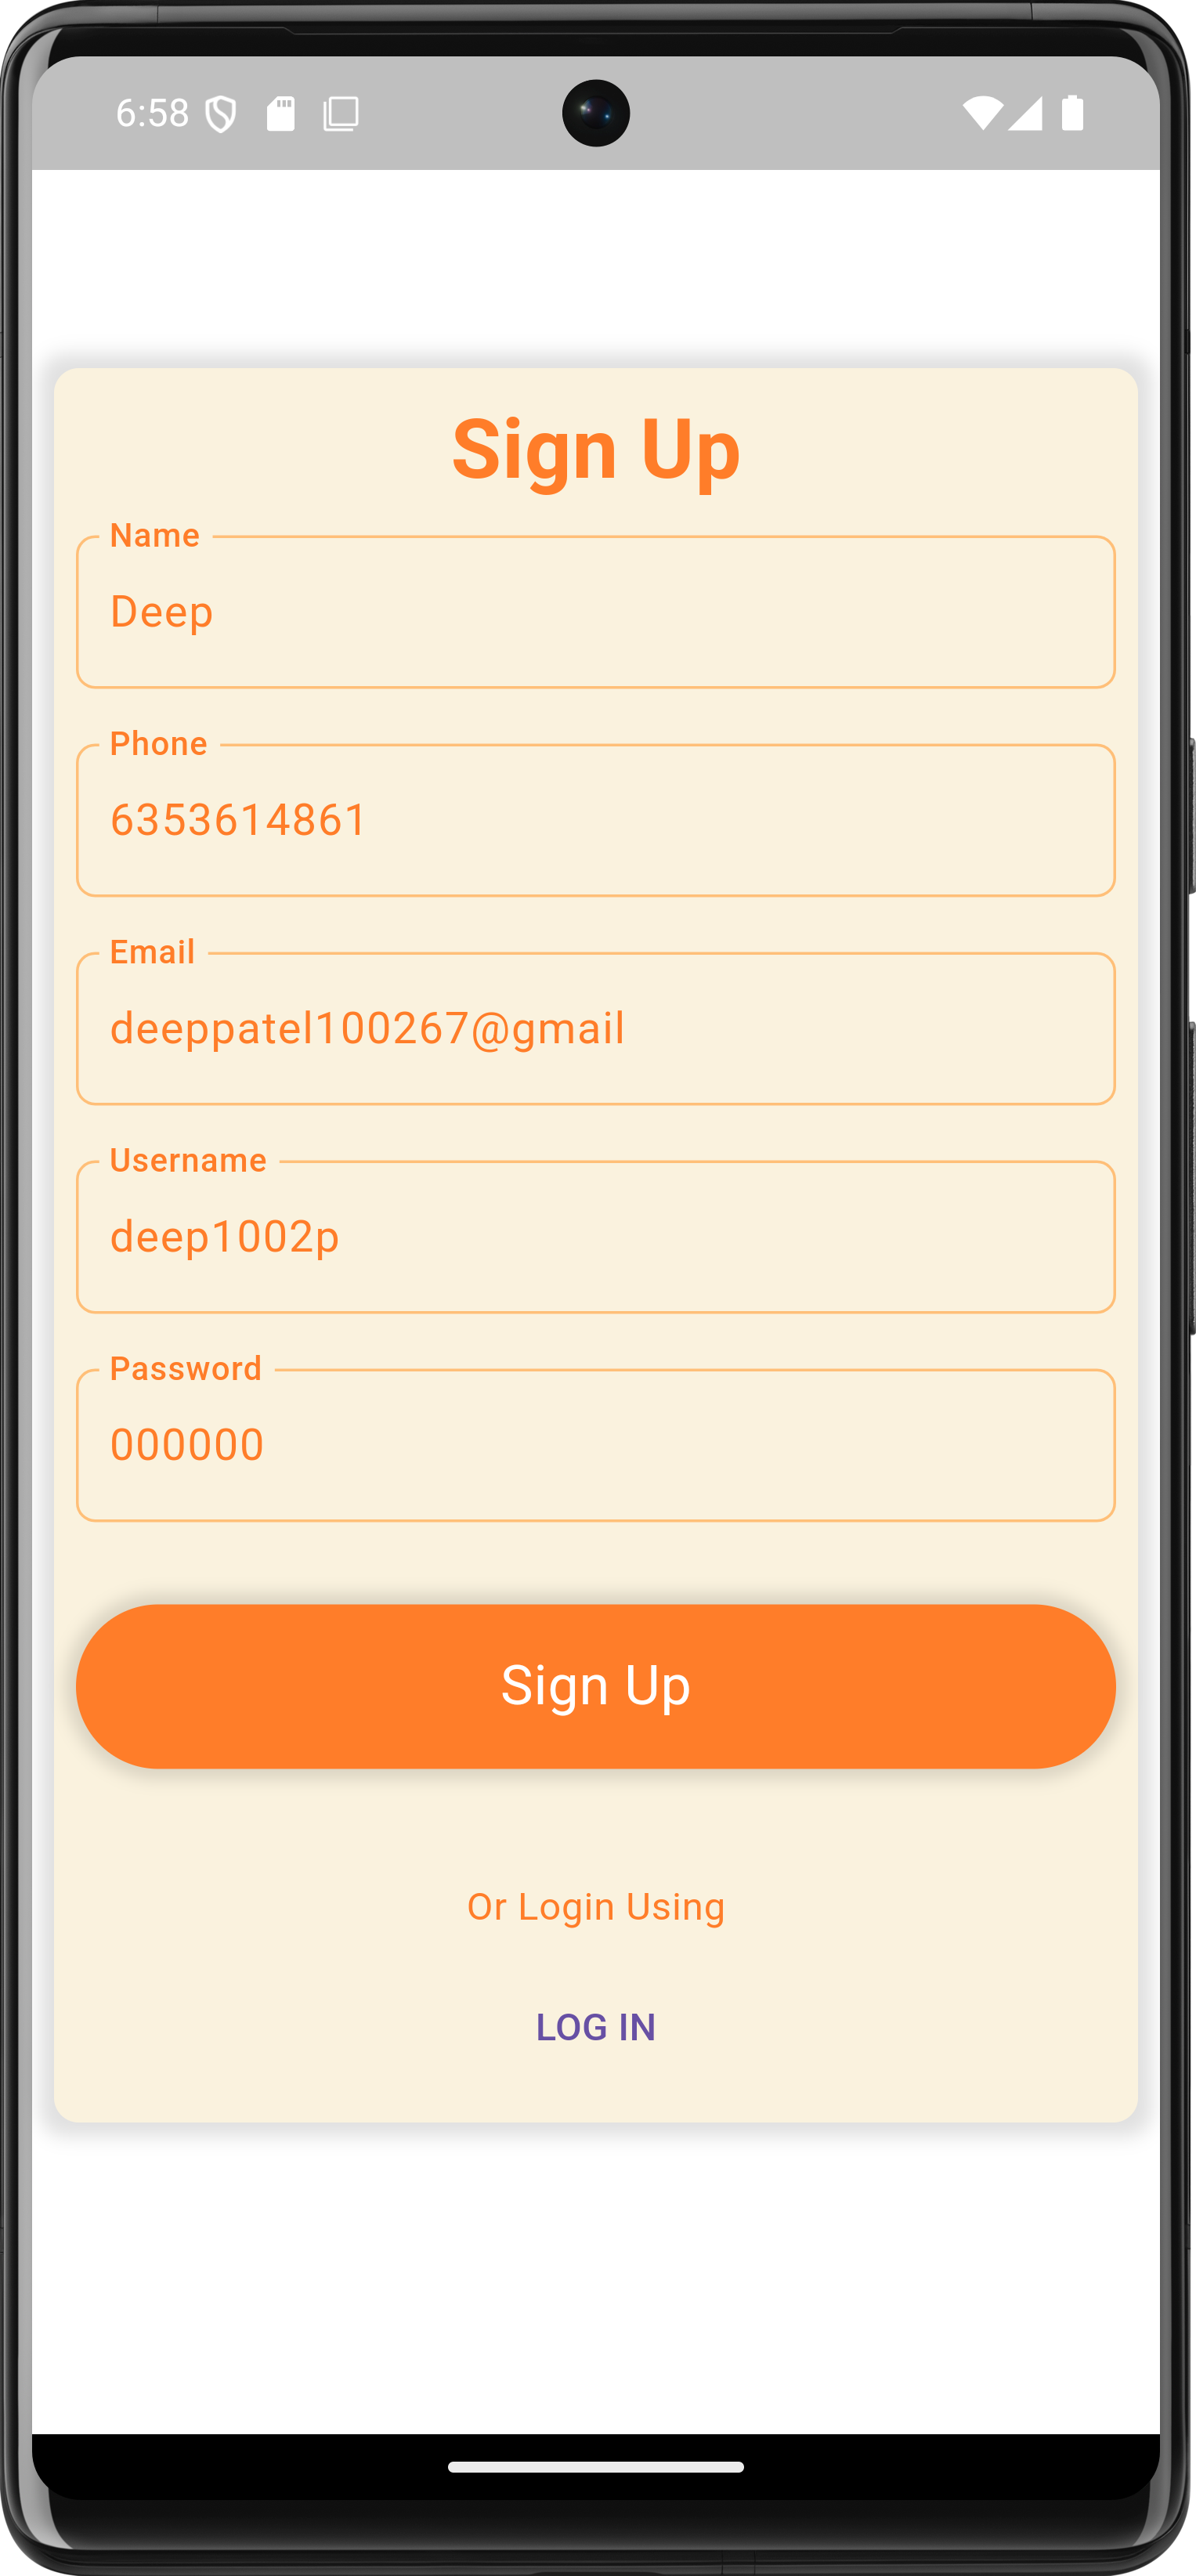 6:58
Sign Up
Name
Deep
Phone
6353614861
Email
deeppatel100267@gmail
Username
deep1002p
Password
000000
Sign Up
Or Login Using
LOG IN